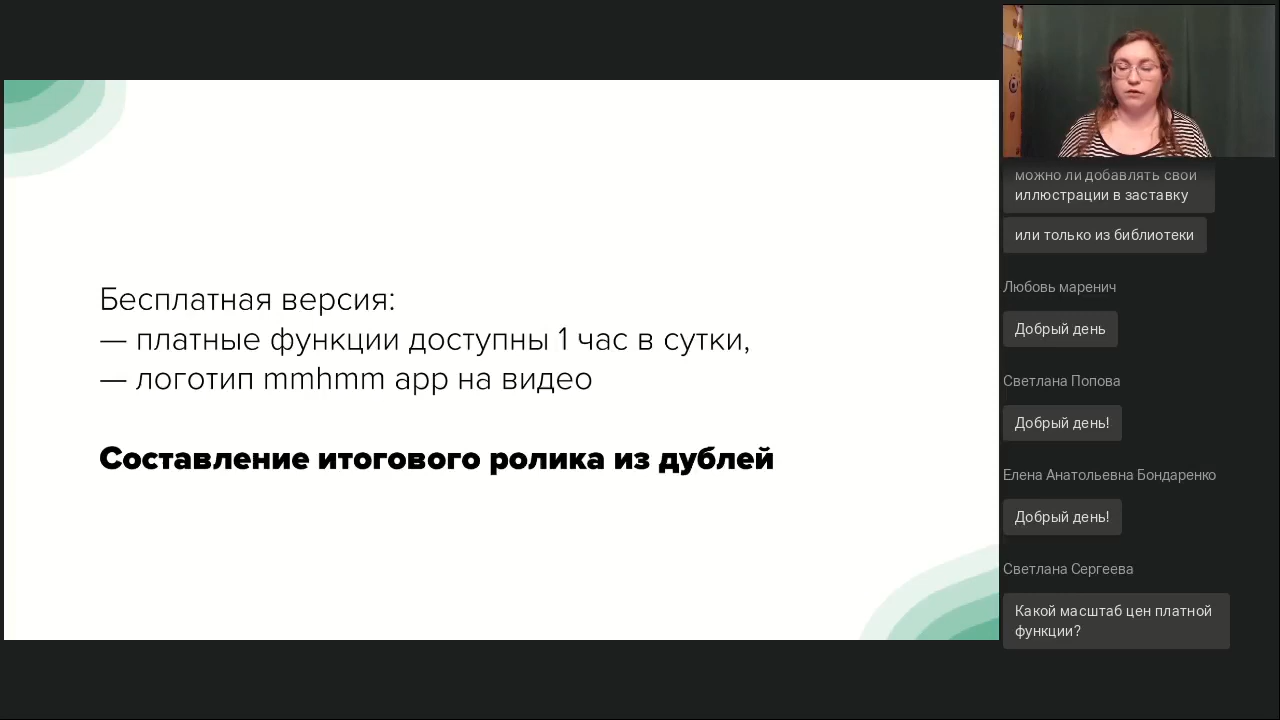 Бесплатная версия:
— платные функции доступны 1 час в сутки,
— логотип mmhmm app на видео
Составление итогового ролика из дублей
можно ли добавлять свои
иллюстрации в заставку
или только из библиотеки
Любовь маренич
Добрый день
Светлана Попова
Добрый день!
Елена Анатольевна Бондаренко
Добрый день!
Светлана Сергеева
Какой масштаб цен платной
функции?